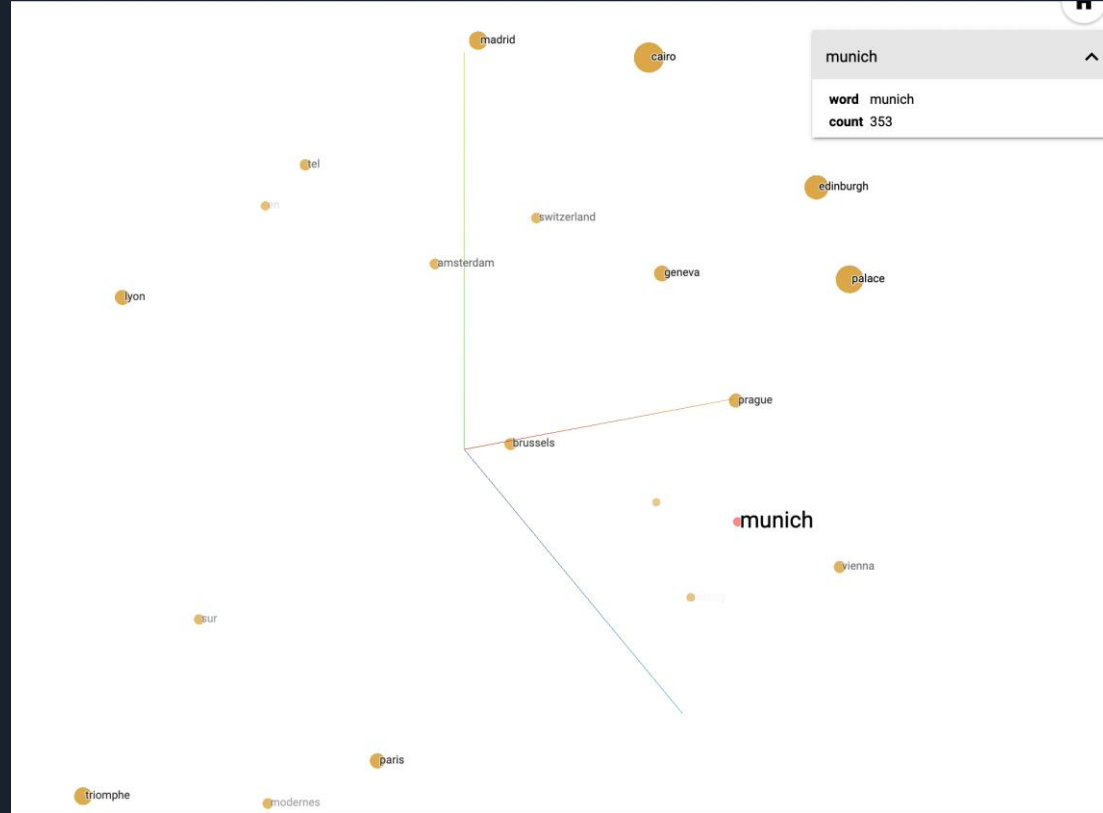 madrid
cairo
munich
word munich
count 353
tel
edinburgh
en
switzerland
amsterdam
geneva
palace
lyon
prague
brussels
munich
vienna
sur
paris
triomphe
modernes